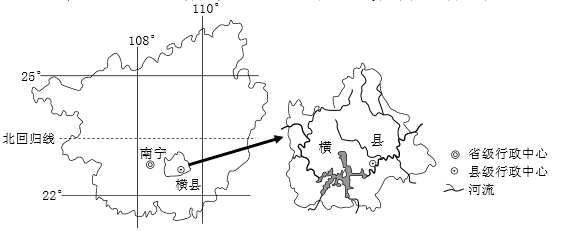 110°
108°
25°
北回归线
南宁
横县
22°
横 县
省级行政中心
县级行政中心
河流